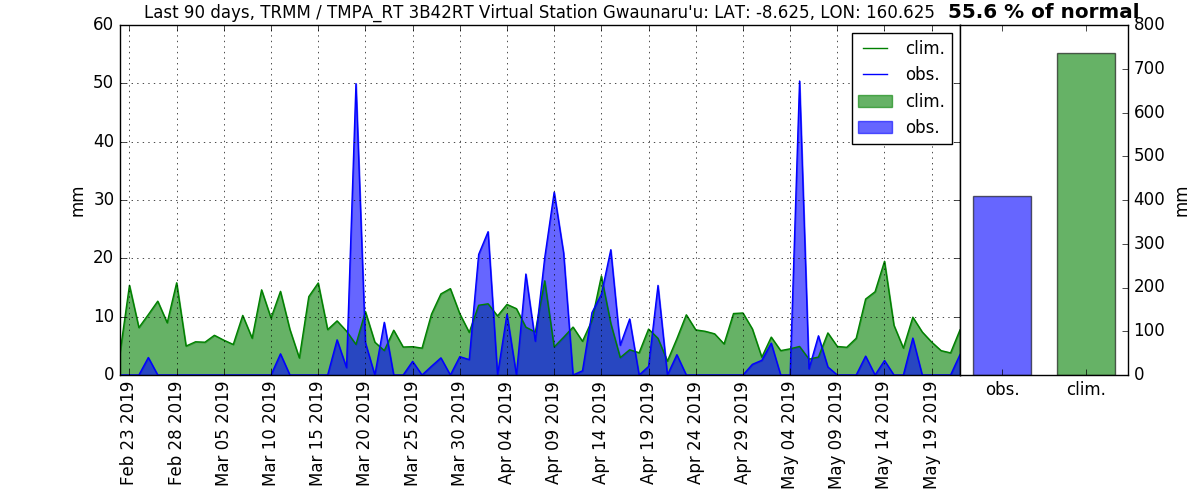 Last 90 days, TRMM / TMPA_RT 3B42RT Virtual Station Gwaunaru'u: LAT: -8.625, LON: 160.625
55.6 % of normal
60
50
40
30
20
10
0
mm
clim.
obs.
clim.
obs.
Feb 23 2019
Feb 28 2019
Mar 05 2019
Mar 10 2019
Mar 15 2019
Mar 20 2019
Mar 25 2019
Mar 30 2019
Apr 04 2019
Apr 09 2019
Apr 14 2019
Apr 19 2019
Apr 24 2019
Apr 29 2019
May 04 2019
May 09 2019
May 14 2019
May 19 2019
800
700
600
500
400
300
200
100
0
mm
obs.
clim.